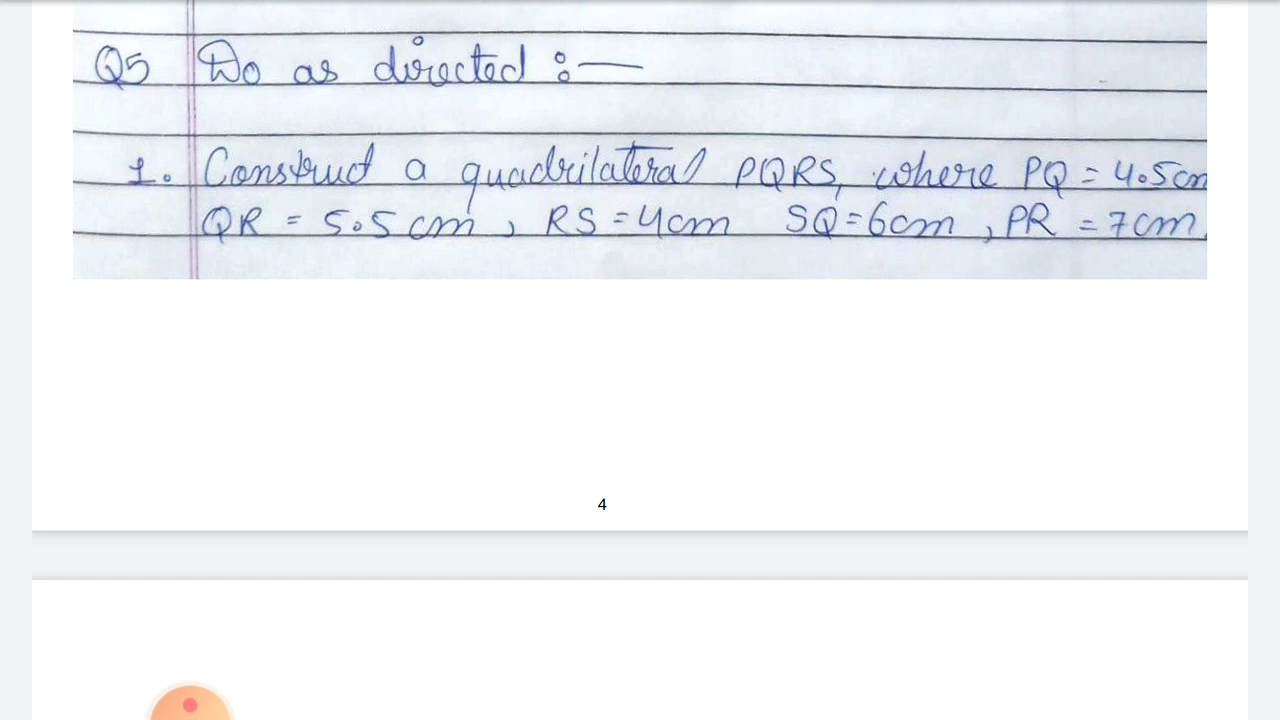 Q5 Do as directed :—
1. Construct a quadrilateral PQRS, where PQ = 4.5cm
QR = 5.5 cm, RS = 4cm SQ = 6cm, PR = 7cm.
4